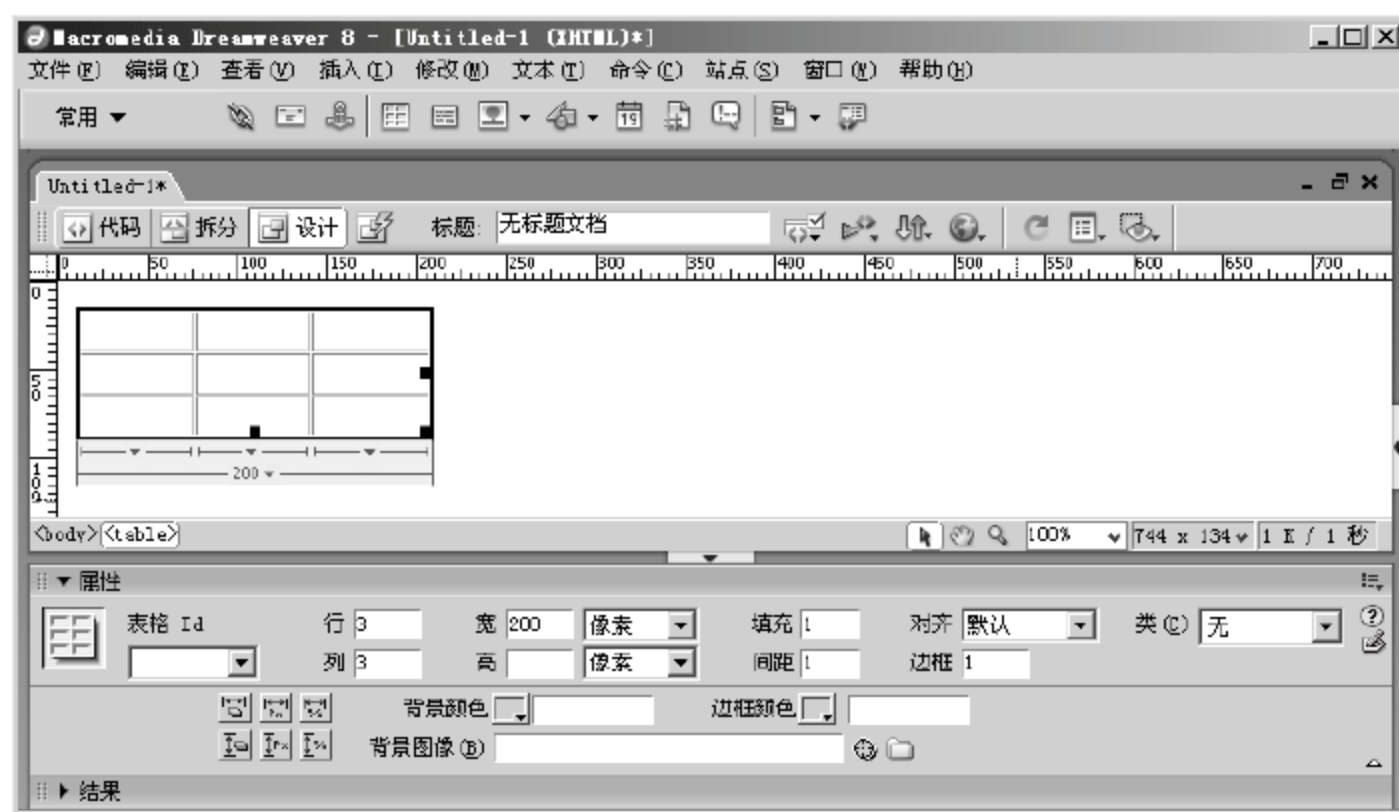 Macromedia Dreamweaver 8 - [Untitled-1 (XHTML)*]
文件(F) 编辑(E) 查看(V) 插入(I) 修改(M) 文本(T) 命令(C) 站点(S) 窗口(W) 帮助(H)
常用 19
Untitled-1*
代码 拆分 设计 标题: 无标题文档
0 50 100 150 200 250 300 350 400 450 500 550 600 650 700
0
50
100
200
<body> <table> 100% 744 x 134 1 K / 1 秒
属性
表格 Id 行 3 宽 200 像素 填充 1 对齐 默认 类(C) 无
列 3 高 像素 间距 1 边框 1
背景颜色 边框颜色
背景图像(B)
结果